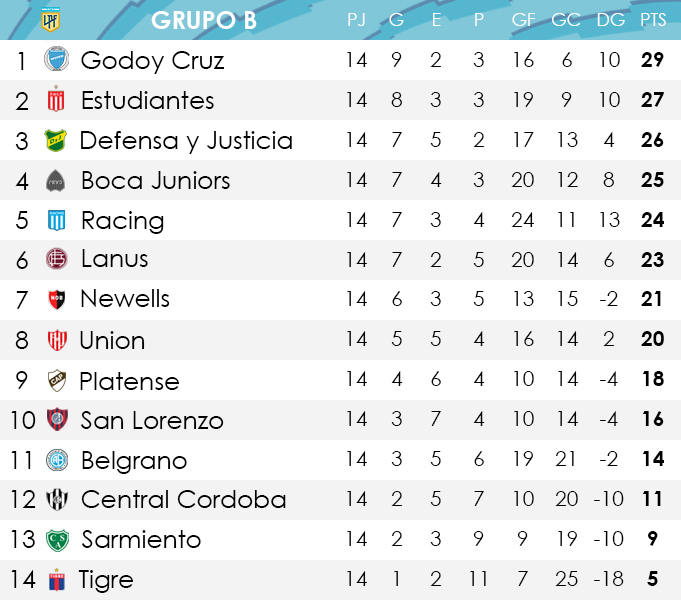 LPF GRUPO B PJ G E P GF GC DG PTS
1 Godoy Cruz 14 9 2 3 16 6 10 29
2 Estudiantes 14 8 3 3 19 9 10 27
3 Defensa y Justicia 14 7 5 2 17 13 4 26
4 Boca Juniors 14 7 4 3 20 12 8 25
5 Racing 14 7 3 4 24 11 13 24
6 Lanus 14 7 2 5 20 14 6 23
7 NOB Newells 14 6 3 5 13 15 -2 21
8 Union 14 5 5 4 16 14 2 20
9 CAP Platense 14 4 6 4 10 14 -4 18
10 San Lorenzo 14 3 7 4 10 14 -4 16
11 Belgrano 14 3 5 6 19 21 -2 14
12 Central Cordoba 14 2 5 7 10 20 -10 11
13 CSA Sarmiento 14 2 3 9 9 19 -10 9
14 TIGRE Tigre 14 1 2 11 7 25 -18 5